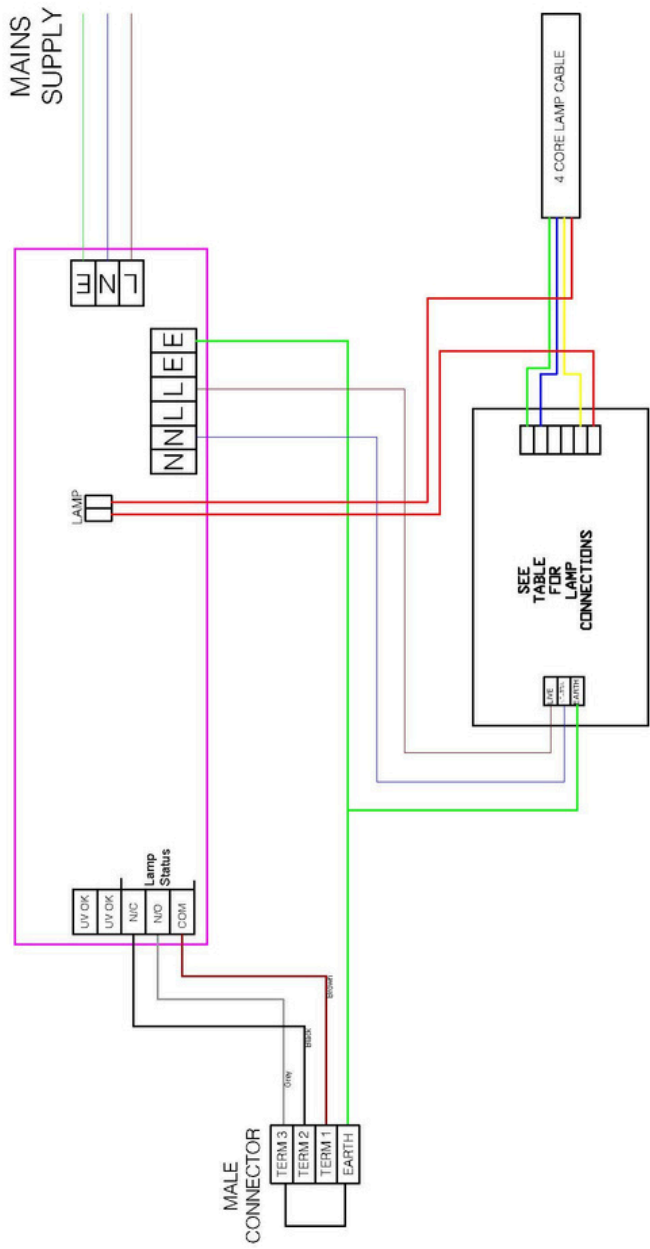 MAINS
SUPPLY
4 CORE LAMP CABLE
E
N
L
E
E
L
L
N
N
LAMP
SEE
TABLE
FOR
LAMP
CONNECTIONS
LIVE
EARTH
UV OK
UV OK
N/C
N/O
COM
Lamp
Status
Brown
Black
Grey
MALE
CONNECTOR
TERM 3
TERM 2
TERM 1
EARTH